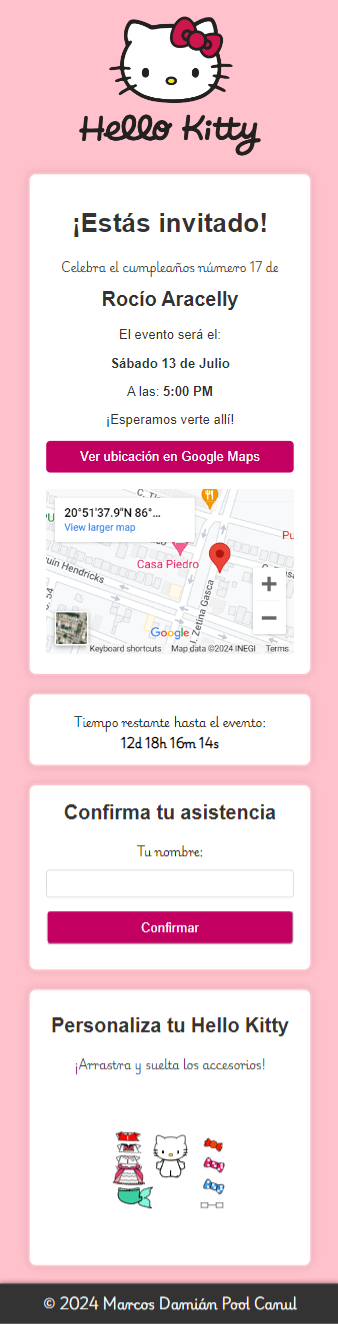 Hello Kitty
¡Estás invitado!
Celebra el cumpleaños número 17 de
Rocío Aracelly
El evento será el:
Sábado 13 de Julio
A las: 5:00 PM
¡Esperamos verte allí!
Ver ubicación en Google Maps
C. Ti
20°51'37.9"N 86°...
View larger map
PU
Pu
Casa Piedro
uin Hendricks
C. 54
J. Zetina Gasca
+
−
Google
Keyboard shortcuts Map data ©2024 INEGI Terms
Tiempo restante hasta el evento:
12d 18h 16m 14s
Confirma tu asistencia
Tu nombre:
Confirmar
Personaliza tu Hello Kitty
¡Arrastra y suelta los accesorios!
© 2024 Marcos Damián Pool Canul